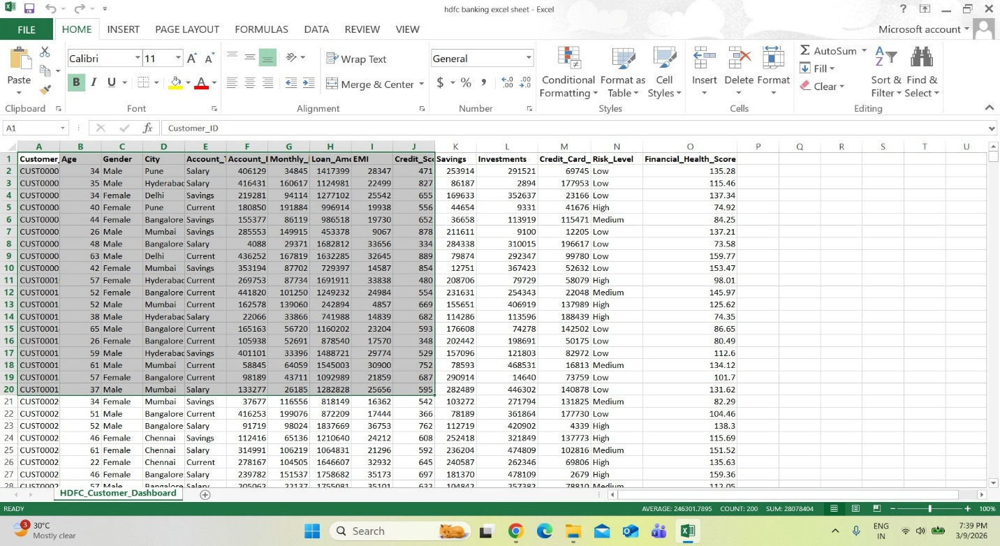 hdfc banking excel sheet - Excel
FILE HOME INSERT PAGE LAYOUT FORMULAS DATA REVIEW VIEW Microsoft account
Calibri 11 Wrap Text General AutoSum
Paste B I U Merge & Center $ % , Conditional Formatting Format as Table Cell Styles Insert Delete Format Fill Clear Sort & Filter Find & Select
Clipboard Font Alignment Number Styles Cells Editing
A1 fx Customer_ID
A B C D E F G H I J K L M N O P Q R S T U
1 Customer_ Age Gender City Account_T Account_ Monthly_ Loan_Amo EMI Credit_Sco Savings Investments Credit_Card_ Risk_Level Financial_Health_Score
2 CUST0000 34 Male Pune Salary 406129 34845 1417399 28347 471 253914 291521 69745 Low 135.28
3 CUST0000 35 Male Hyderabac Salary 416431 160617 1124981 22499 827 86187 2894 177953 Low 115.46
4 CUST0000 34 Female Delhi Savings 219281 94114 1277102 25542 655 169633 352637 23166 Low 137.34
5 CUST0000 40 Female Pune Current 180850 191884 996914 19938 556 44654 9331 41676 High 74.92
6 CUST0000 44 Female Bangalore Savings 155377 86119 986518 19730 652 36658 113919 115471 Medium 84.25
7 CUST0000 26 Male Mumbai Savings 285553 149915 453378 9067 878 211611 9100 12205 Low 137.21
8 CUST0000 48 Male Bangalore Salary 4088 29371 1682812 33656 334 284338 310015 196617 Low 73.58
9 CUST0000 63 Male Delhi Current 436252 167819 1632285 32645 889 79874 292347 99780 Low 159.77
10 CUST0000 42 Female Mumbai Savings 353194 87702 729397 14587 854 12751 367423 52632 Low 153.47
11 CUST0001 57 Female Hyderabac Current 269753 87734 1691911 33838 480 208706 79729 58079 High 98.01
12 CUST0001 52 Female Bangalore Current 441820 101250 1249232 24984 554 231631 254343 22048 Medium 145.97
13 CUST0001 52 Male Mumbai Current 162578 139060 242894 4857 669 155651 406919 137989 High 125.62
14 CUST0001 38 Male Hyderabac Salary 22066 33866 741988 14839 682 114286 113596 188439 High 74.35
15 CUST0001 65 Male Bangalore Current 165163 56720 1160202 23204 593 176608 74278 142502 Low 86.65
16 CUST0001 26 Female Bangalore Current 105938 52691 878540 17570 348 202442 198691 50175 Low 80.49
17 CUST0001 59 Male Hyderabac Savings 401101 33396 1488721 29774 529 157096 121803 82972 Low 112.6
18 CUST0001 61 Male Mumbai Current 58845 64059 1545003 30900 752 78593 468531 16813 Medium 134.12
19 CUST0001 57 Female Bangalore Current 98189 43711 1092989 21859 687 290914 14640 73759 Low 101.7
20 CUST0001 37 Male Mumbai Salary 133277 26185 1282828 25656 595 282489 446302 140878 Low 131.62
21 CUST0002 34 Female Mumbai Savings 37677 116556 818149 16362 542 103272 271794 131825 Medium 82.29
22 CUST0002 51 Male Bangalore Current 416253 199076 872209 17444 366 78189 361864 177730 Low 104.46
23 CUST0002 52 Male Bangalore Salary 91719 98024 1837669 36753 762 112719 420902 4339 High 138.3
24 CUST0002 46 Female Chennai Savings 112416 65136 1210640 24212 608 252418 321849 137773 High 115.69
25 CUST0002 61 Female Chennai Salary 314991 106219 1064831 21296 592 236204 474809 102816 Medium 151.52
26 CUST0002 22 Female Chennai Current 278167 104505 1646607 32932 645 240587 262346 69806 High 135.63
27 CUST0002 46 Female Bangalore Salary 239782 151537 1758682 35173 697 181370 478109 2679 High 159.36
28 CUST0002 57 Male Bangalore Salary 205062 22137 1755081 35101 632 104842 257382 78810 Medium 112.05
HDFC_Customer_Dashboard
READY AVERAGE: 246301.7895 COUNT: 200 SUM: 28078404 100%
3 30°C Mostly clear Search ENG IN 7:39 PM 3/9/2026